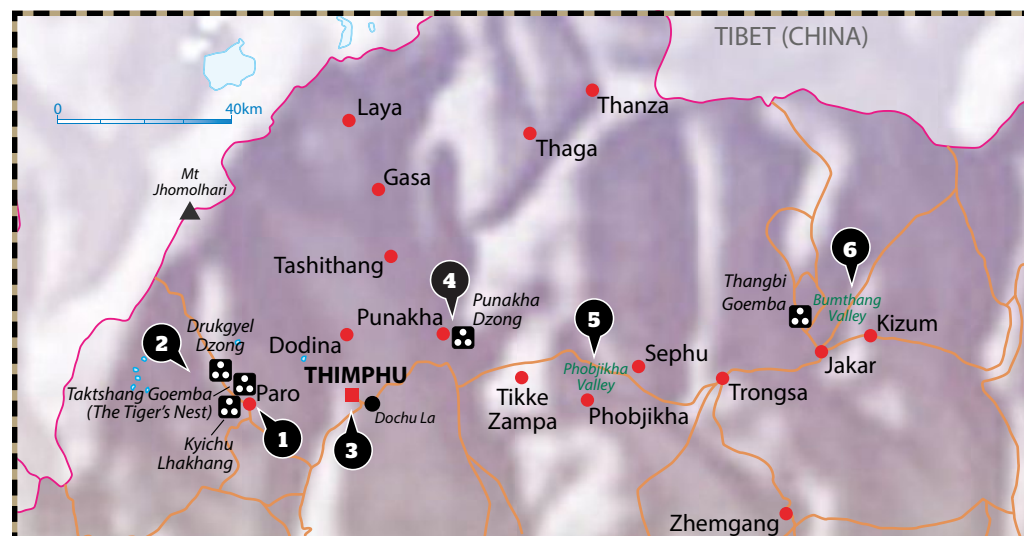 TIBET (CHINA)
0
40km
Laya
Thanza
Thaga
Mt
Jhomolhari
Gasa
Tashithang
4
6
Thangbi
Goemba
Bumthang
Valley
Punakha
Punakha
Dzong
5
Kizum
2
Drukgyel
Dzong
Dodina
Sephu
Jakar
THIMPHU
Phobjikha
Valley
Taktshang Goemba
(The Tiger's Nest)
Paro
Tikke
Zampa
Trongsa
Dochu La
Phobjikha
Kyichu
Lhakhang
1
3
Zhemgang